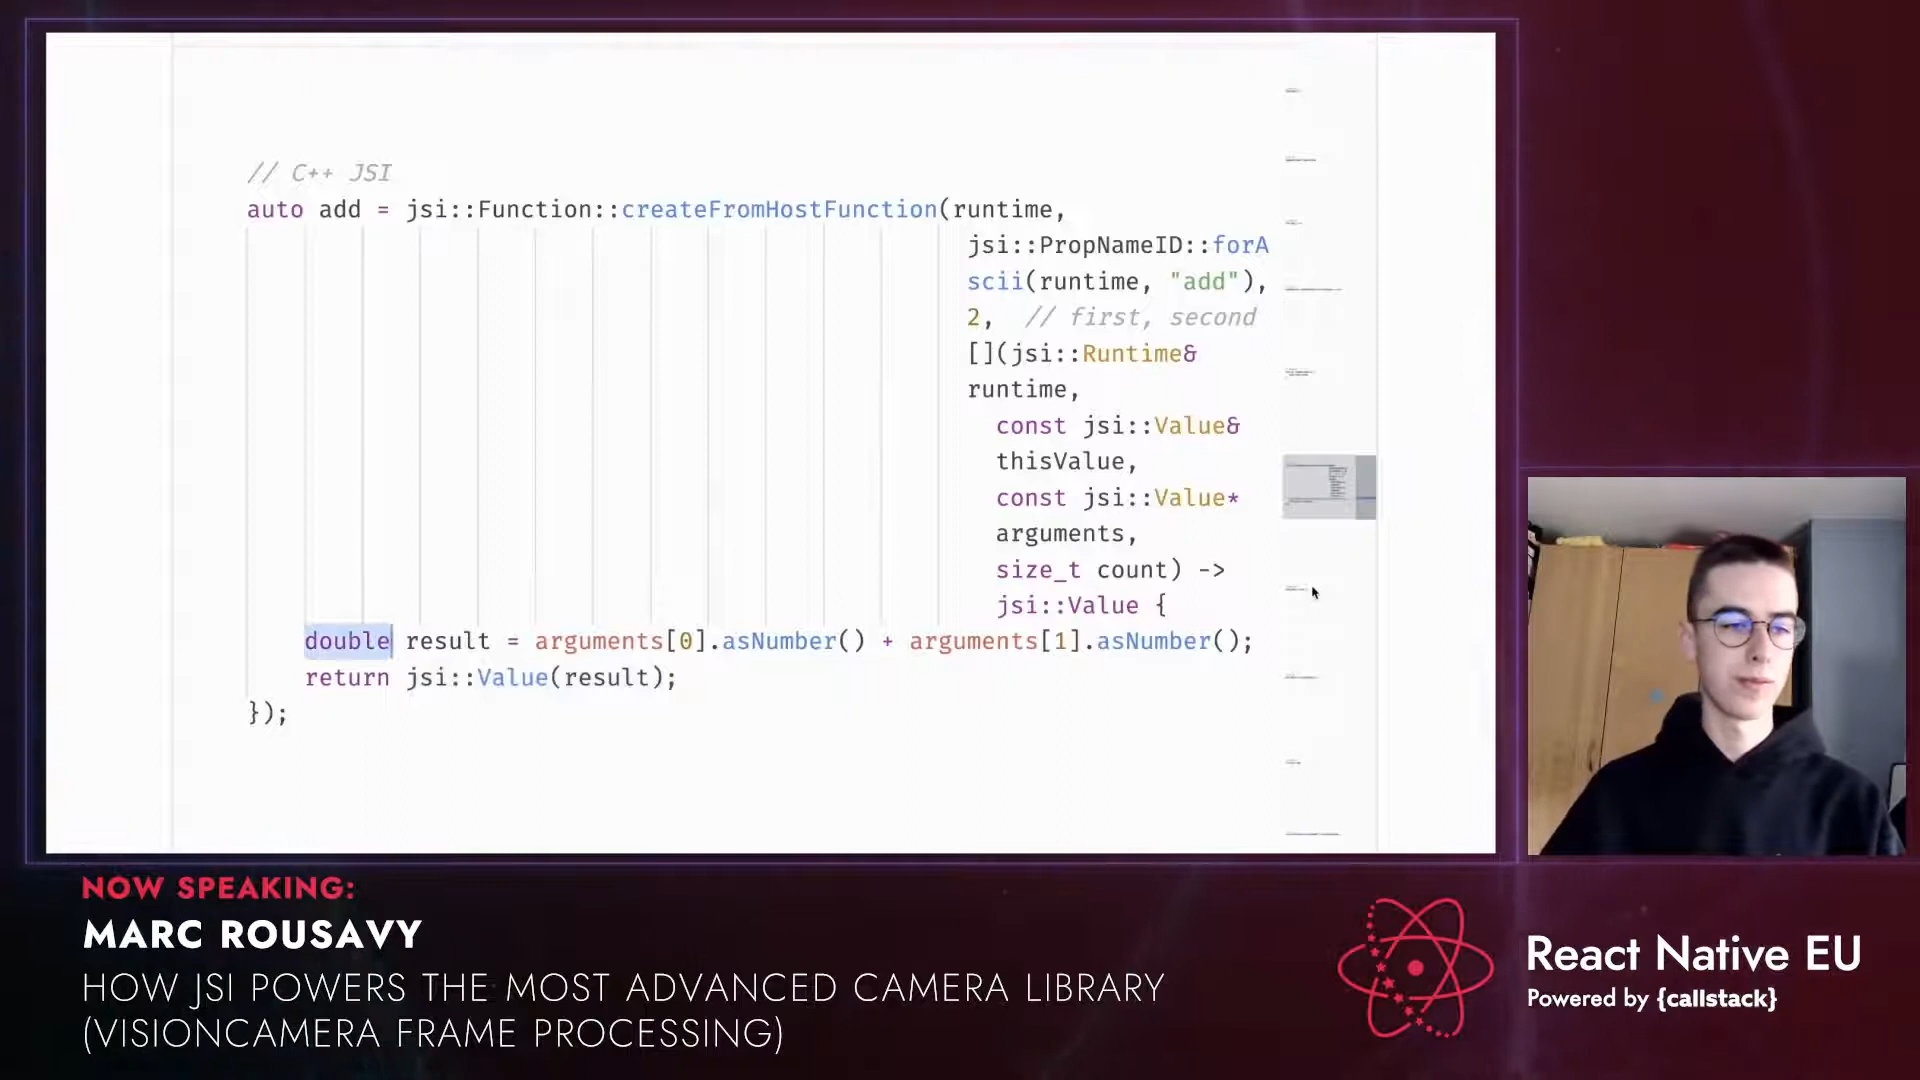 // C++ JSI
auto add = jsi::Function::createFromHostFunction(runtime,
jsi::PropNameID::forA
scii(runtime, "add"),
2,  // first, second
[](jsi::Runtime&
runtime,
const jsi::Value&
thisValue,
const jsi::Value*
arguments,
size_t count) ->
jsi::Value {
double result = arguments[0].asNumber() + arguments[1].asNumber();
return jsi::Value(result);
});
NOW SPEAKING:
MARC ROUSAVY
HOW JSI POWERS THE MOST ADVANCED CAMERA LIBRARY
(VISIONCAMERA FRAME PROCESSING)
React Native EU
Powered by {callstack}